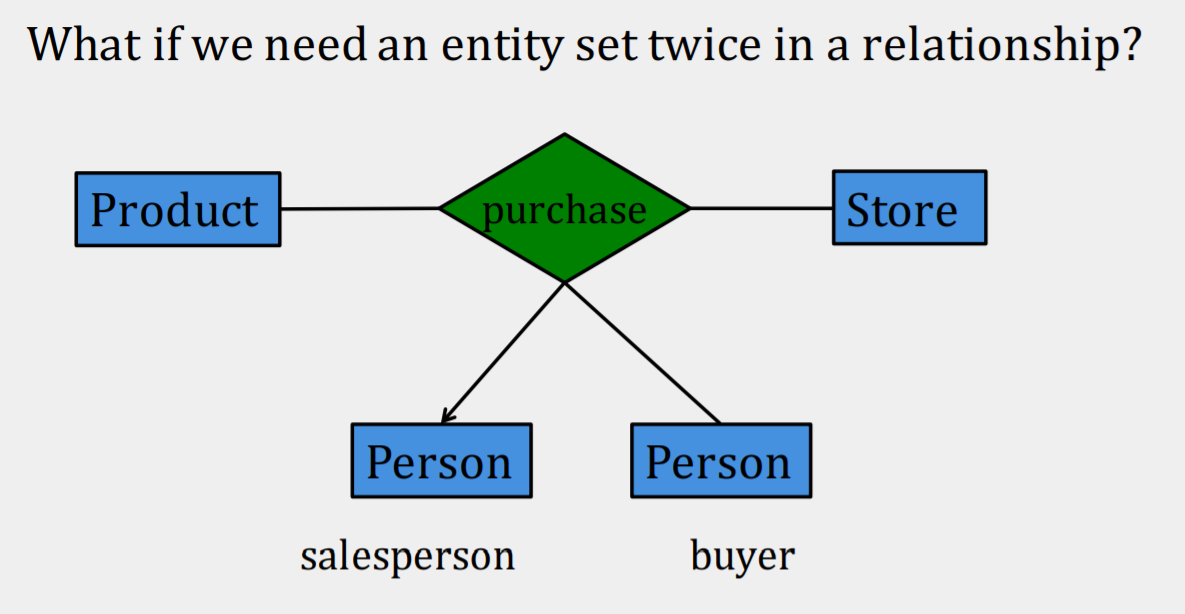 What if we need an entity set twice in a relationship?
Product
purchase
Store
Person
Person
salesperson
buyer